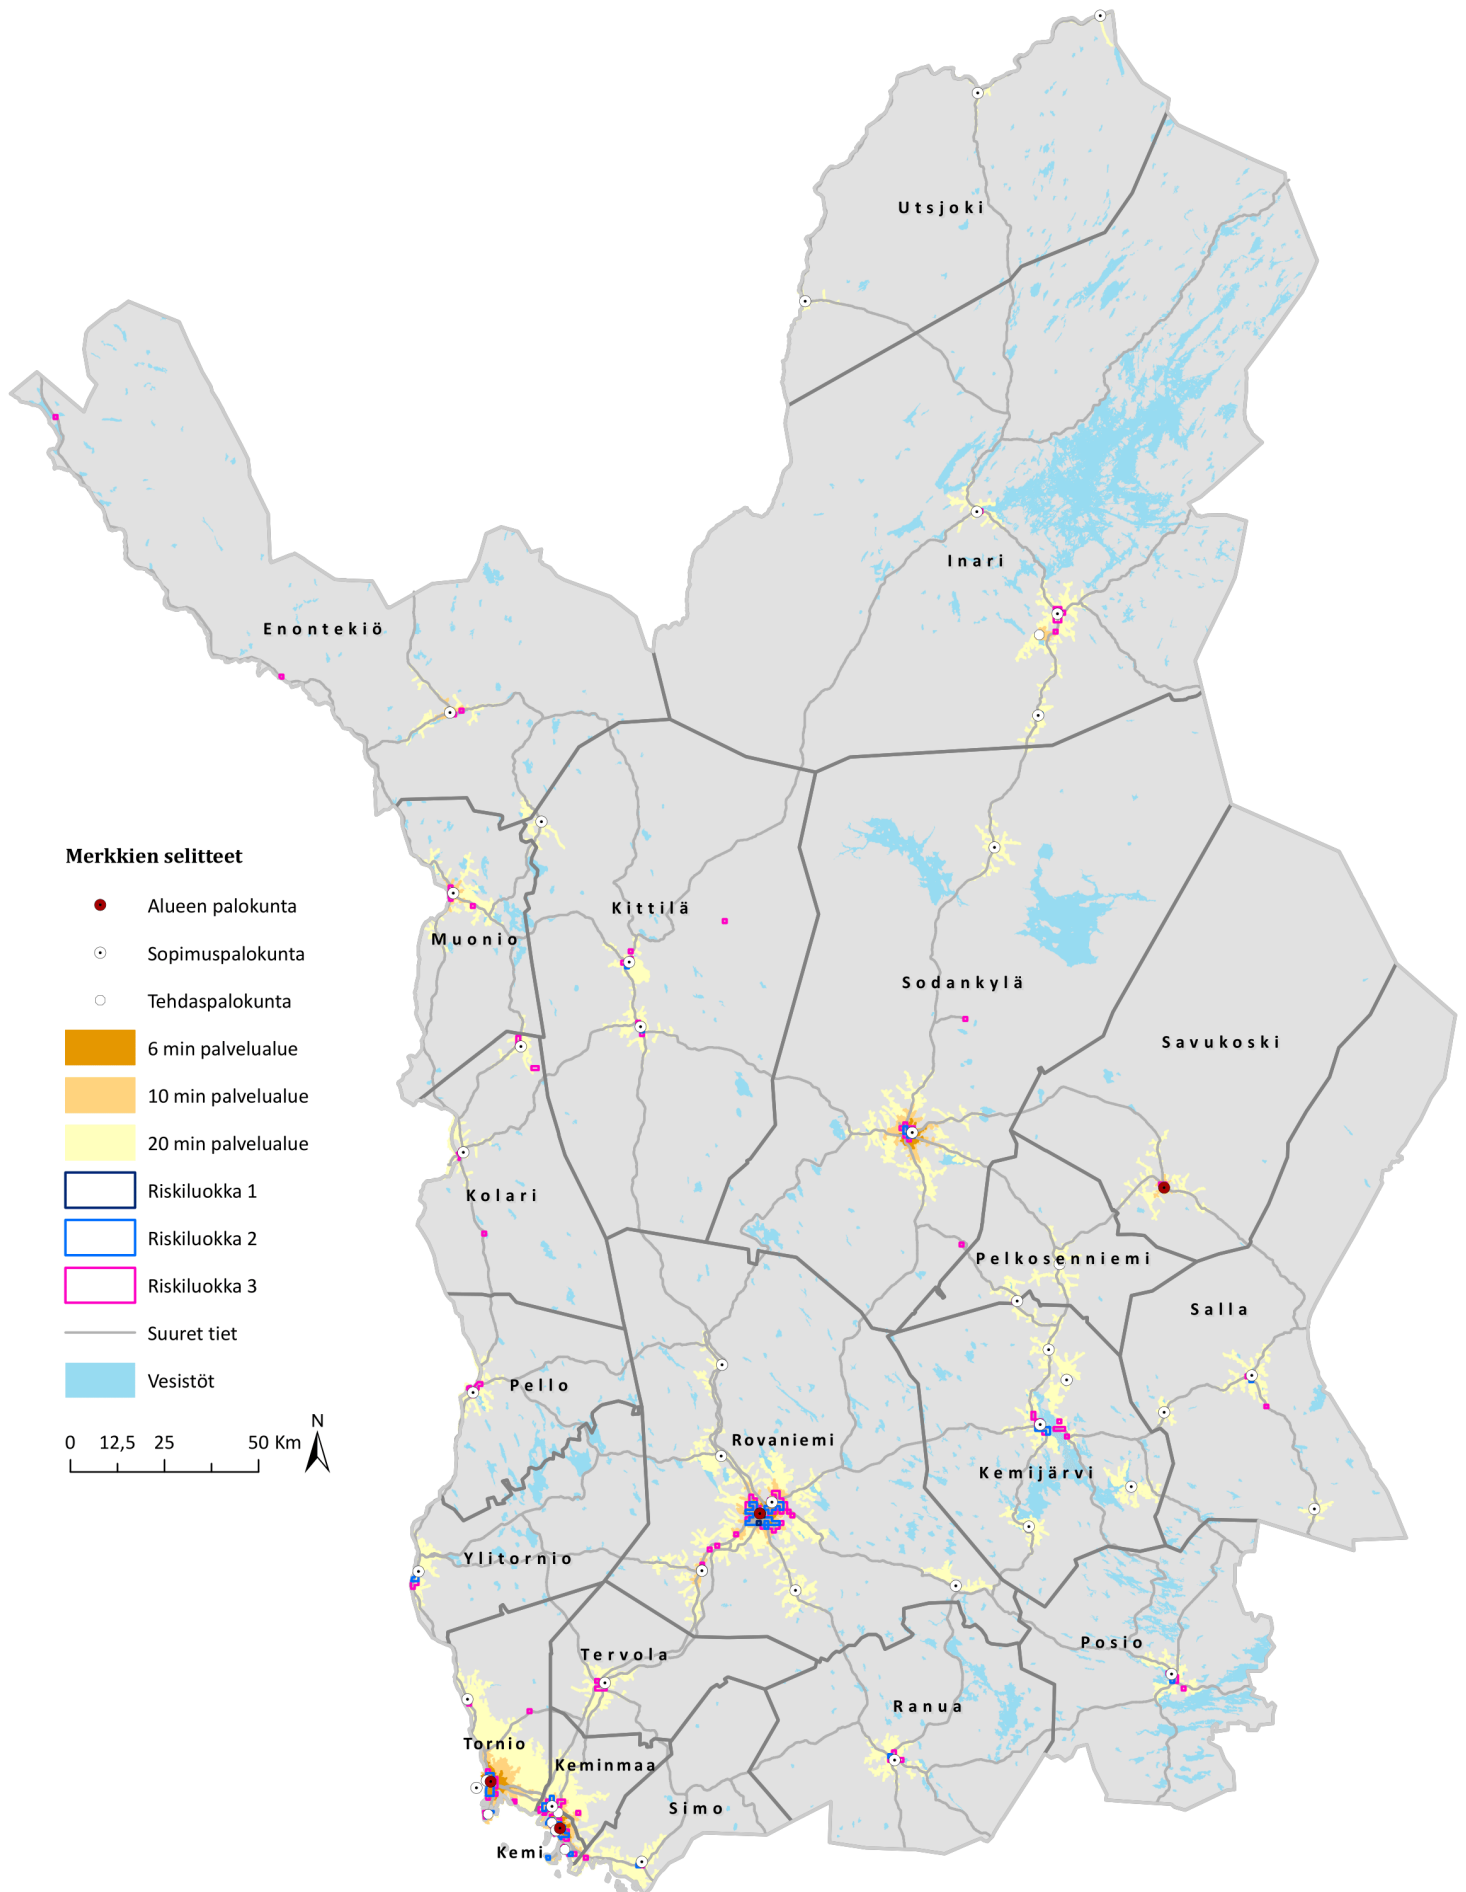 Utsjoki
Inari
Enontekiö
Merkkien selitteet
Alueen palokunta
Sopimuspalokunta
Tehdaspalokunta
6 min palvelualue
10 min palvelualue
20 min palvelualue
Riskiluokka 1
Riskiluokka 2
Riskiluokka 3
Suuret tiet
Vesistöt
N
0 12,5 25 50 Km
Kittilä
Muonio
Sodankylä
Savukoski
Kolari
Pelkosenniemi
Salla
Pello
Rovaniemi
Kemijärvi
Ylitornio
Posio
Tervola
Ranua
Tornio
Keminmaa
Simo
Kemi